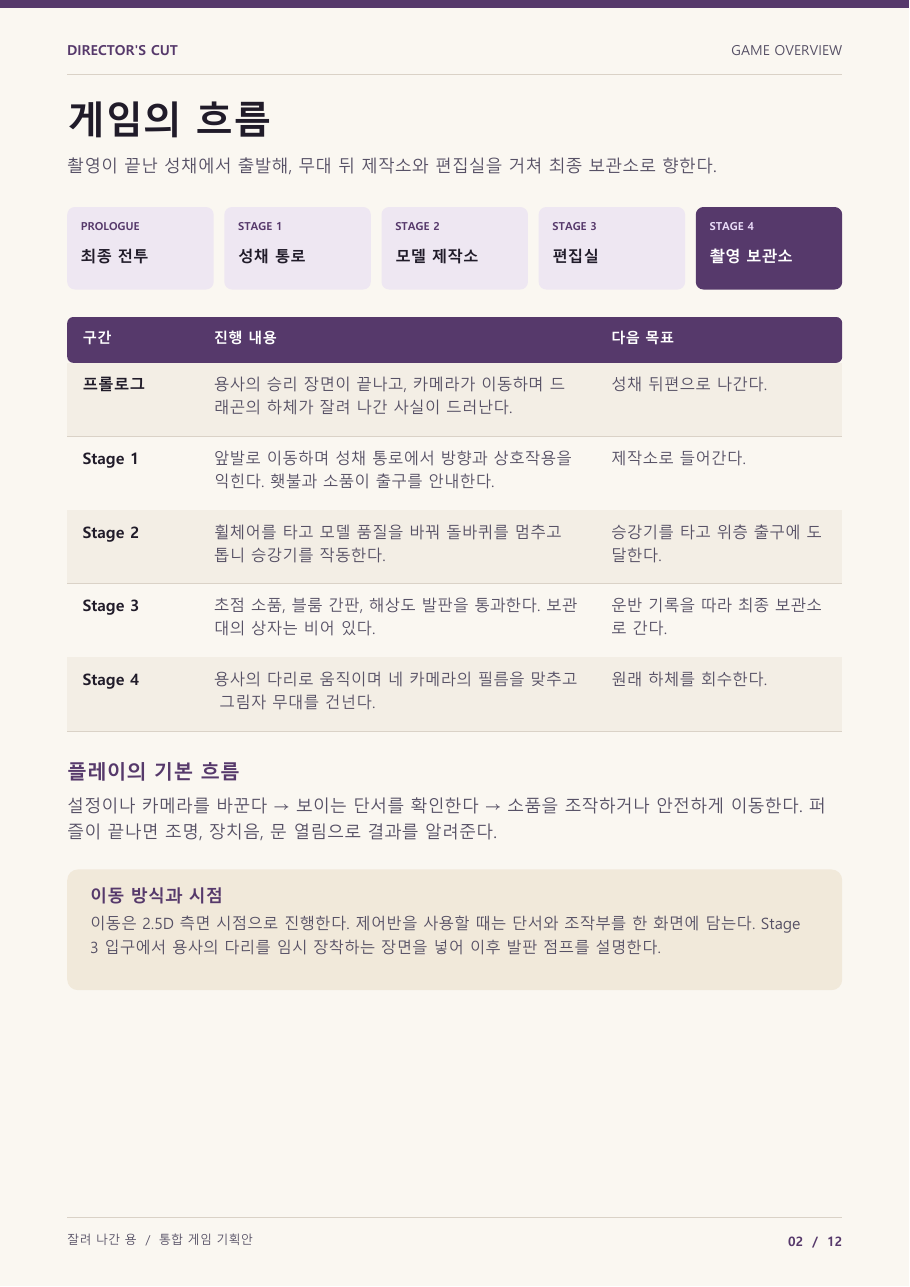 DIRECTOR'S CUT
GAME OVERVIEW
게임의 흐름
촬영이 끝난 성채에서 출발해, 무대 뒤 제작소와 편집실을 거쳐 최종 보관소로 향한다.
PROLOGUE
최종 전투
STAGE 1
성채 통로
STAGE 2
모델 제작소
STAGE 3
편집실
STAGE 4
촬영 보관소
구간
진행 내용
다음 목표
프롤로그
용사의 승리 장면이 끝나고, 카메라가 이동하며 드
래곤의 하체가 잘려 나간 사실이 드러난다.
성채 뒤편으로 나간다.
Stage 1
앞발로 이동하며 성채 통로에서 방향과 상호작용을
익힌다. 횃불과 소품이 출구를 안내한다.
제작소로 들어간다.
Stage 2
휠체어를 타고 모델 품질을 바꿔 돌바퀴를 멈추고
톱니 승강기를 작동한다.
승강기를 타고 위층 출구에 도
달한다.
Stage 3
초점 소품, 블룸 간판, 해상도 발판을 통과한다. 보관
대의 상자는 비어 있다.
운반 기록을 따라 최종 보관소
로 간다.
Stage 4
용사의 다리로 움직이며 네 카메라의 필름을 맞추고
그림자 무대를 건넌다.
원래 하체를 회수한다.
플레이의 기본 흐름
설정이나 카메라를 바꾼다 → 보이는 단서를 확인한다 → 소품을 조작하거나 안전하게 이동한다. 퍼
즐이 끝나면 조명, 장치음, 문 열림으로 결과를 알려준다.
이동 방식과 시점
이동은 2.5D 측면 시점으로 진행한다. 제어반을 사용할 때는 단서와 조작부를 한 화면에 담는다. Stage
3 입구에서 용사의 다리를 임시 장착하는 장면을 넣어 이후 발판 점프를 설명한다.
잘려 나간 용 / 통합 게임 기획안
02 / 12